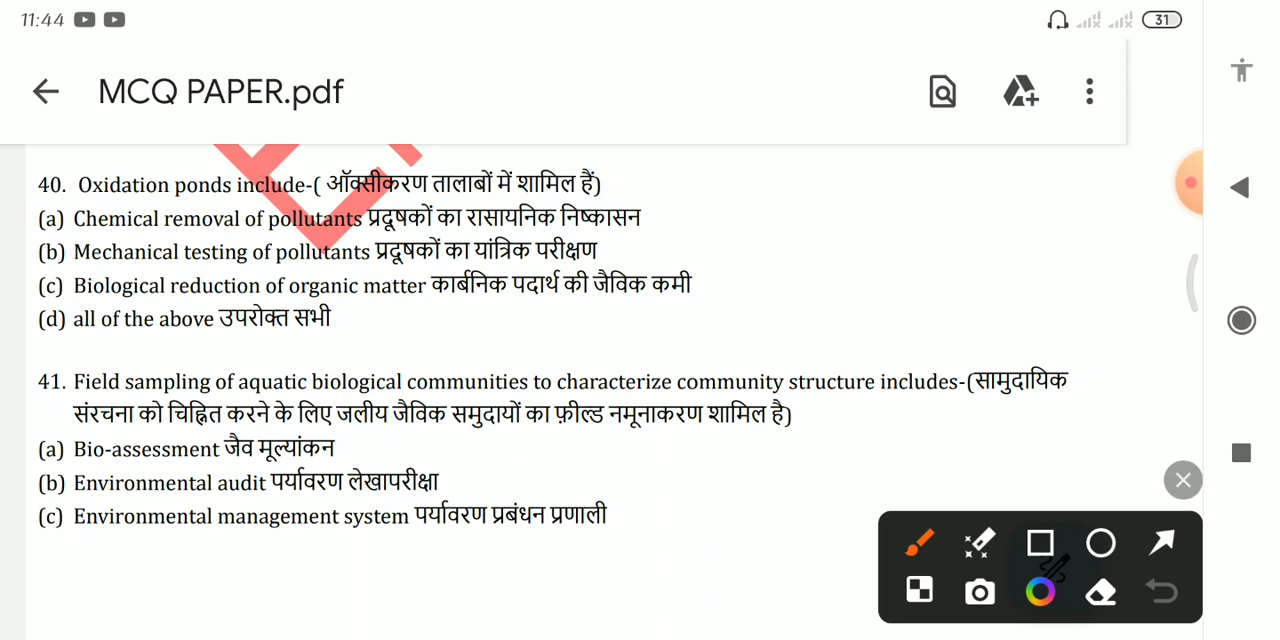 11:44
31
MCQ PAPER.pdf
40. Oxidation ponds include-( ऑक्सीकरण तालाबों में शामिल हैं)
(a) Chemical removal of pollutants प्रदूषकों का रासायनिक निष्कासन
(b) Mechanical testing of pollutants प्रदूषकों का यांत्रिक परीक्षण
(c) Biological reduction of organic matter कार्बनिक पदार्थ की जैविक कमी
(d) all of the above उपरोक्त सभी
41. Field sampling of aquatic biological communities to characterize community structure includes-(सामुदायिक
संरचना को चिह्नित करने के लिए जलीय जैविक समुदायों का फ़ील्ड नमूनाकरण शामिल है)
(a) Bio-assessment जैव मूल्यांकन
(b) Environmental audit पर्यावरण लेखापरीक्षा
(c) Environmental management system पर्यावरण प्रबंधन प्रणाली